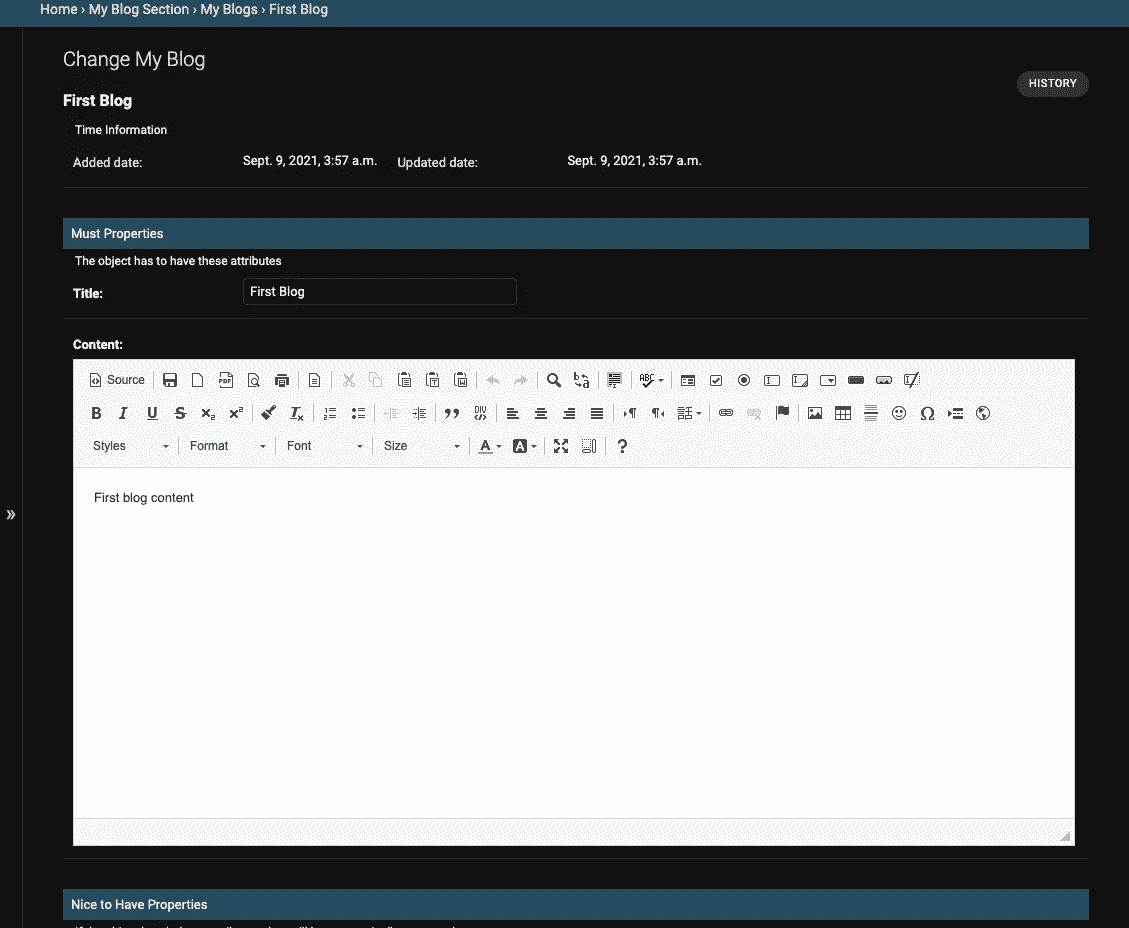 Home › My Blog Section › My Blogs › First Blog
Change My Blog
HISTORY
First Blog
Time Information
Added date: Sept. 9, 2021, 3:57 a.m. Updated date: Sept. 9, 2021, 3:57 a.m.
Must Properties
The object has to have these attributes
Title: First Blog
Content:
Source
Styles Format Font Size
First blog content
»
Nice to Have Properties